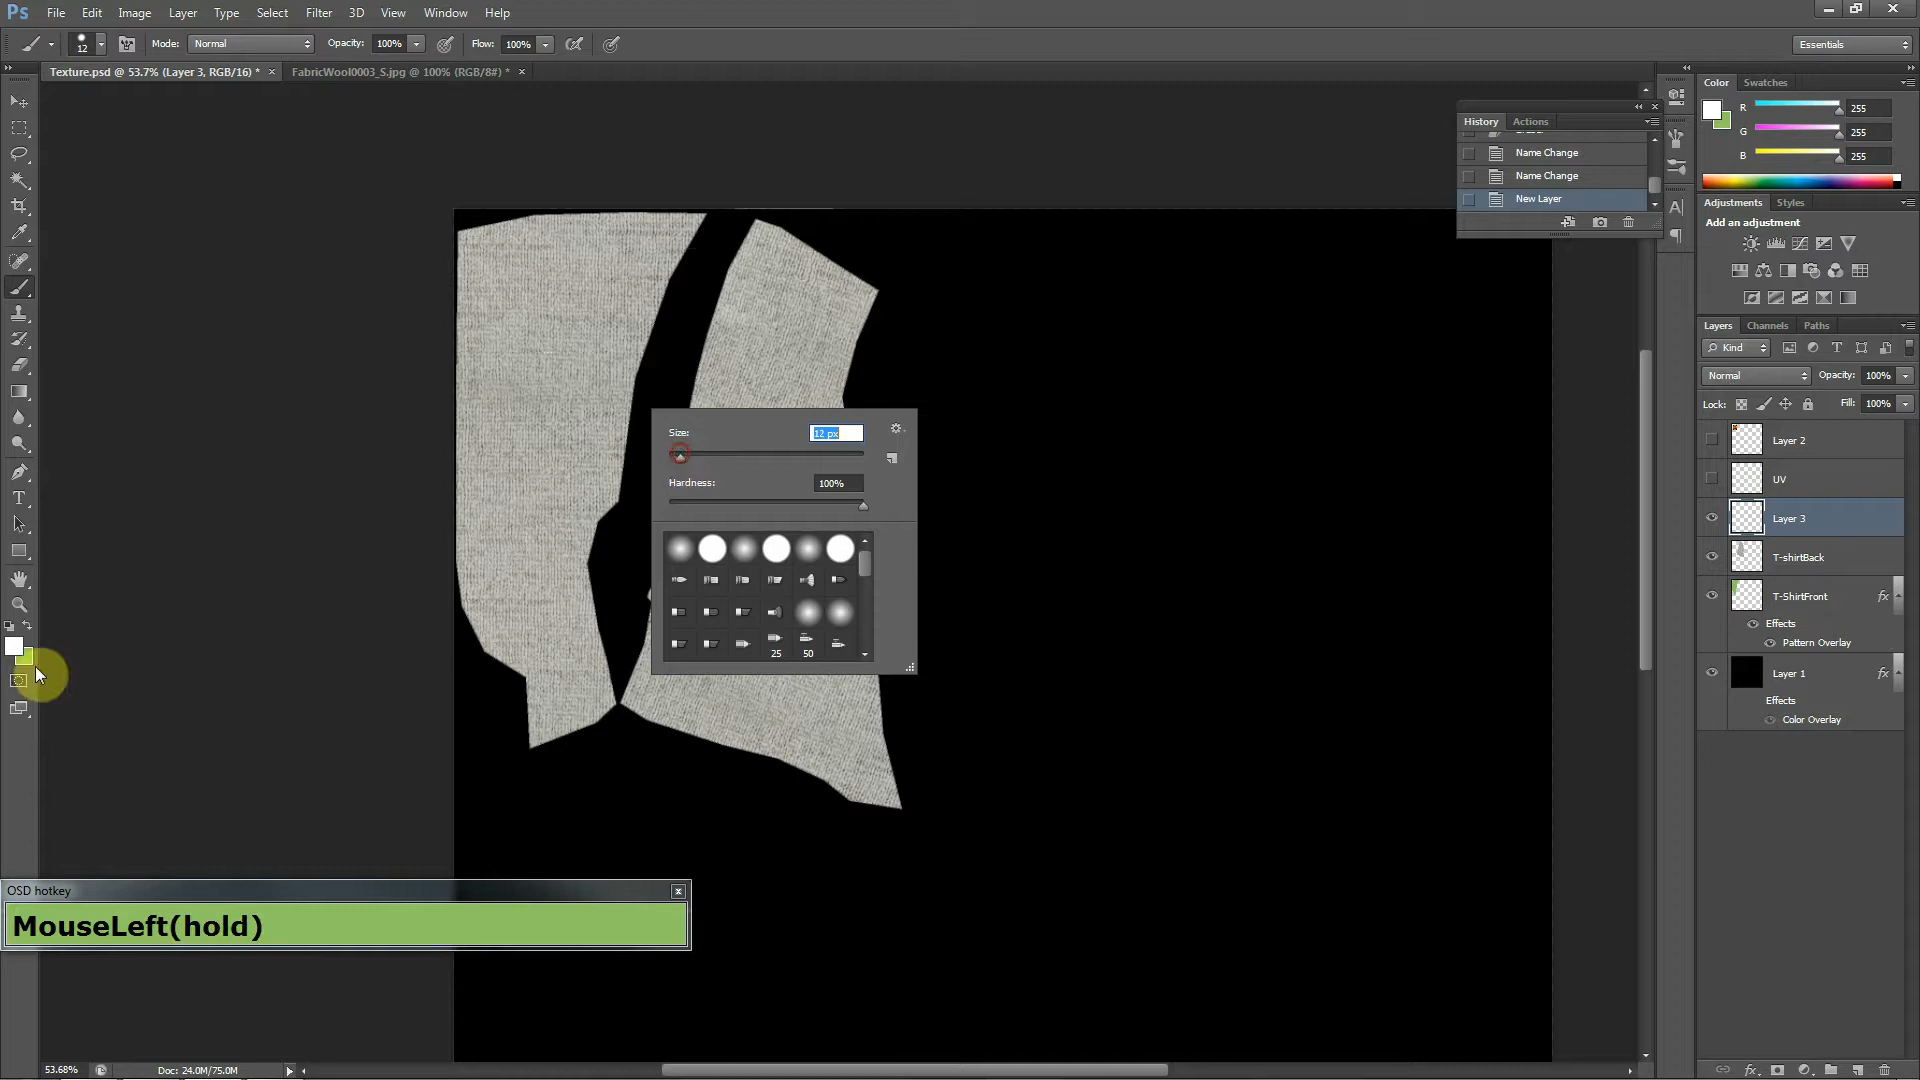 Ps File Edit Image Layer Type Select Filter 3D View Window Help
12 Mode: Normal Opacity: 100% Flow: 100% Essentials
Texture.psd @ 53.7% (Layer 3, RGB/16) * × FabricWool0003_S.jpg @ 100% (RGB/8#) * ×
Color Swatches
R 255
G 255
B 255
History Actions
Name Change
Name Change
New Layer
Adjustments Styles
Add an adjustment
Layers Channels Paths
Kind
Normal Opacity: 100%
Lock: Fill: 100%
Layer 2
UV
Layer 3
T-shirtBack
T-ShirtFront fx
Effects
Pattern Overlay
Layer 1 fx
Effects
Color Overlay
Size: 12 px
Hardness: 100%
25 50
OSD hotkey
MouseLeft(hold)
53.68% Doc: 24.0M/75.0M